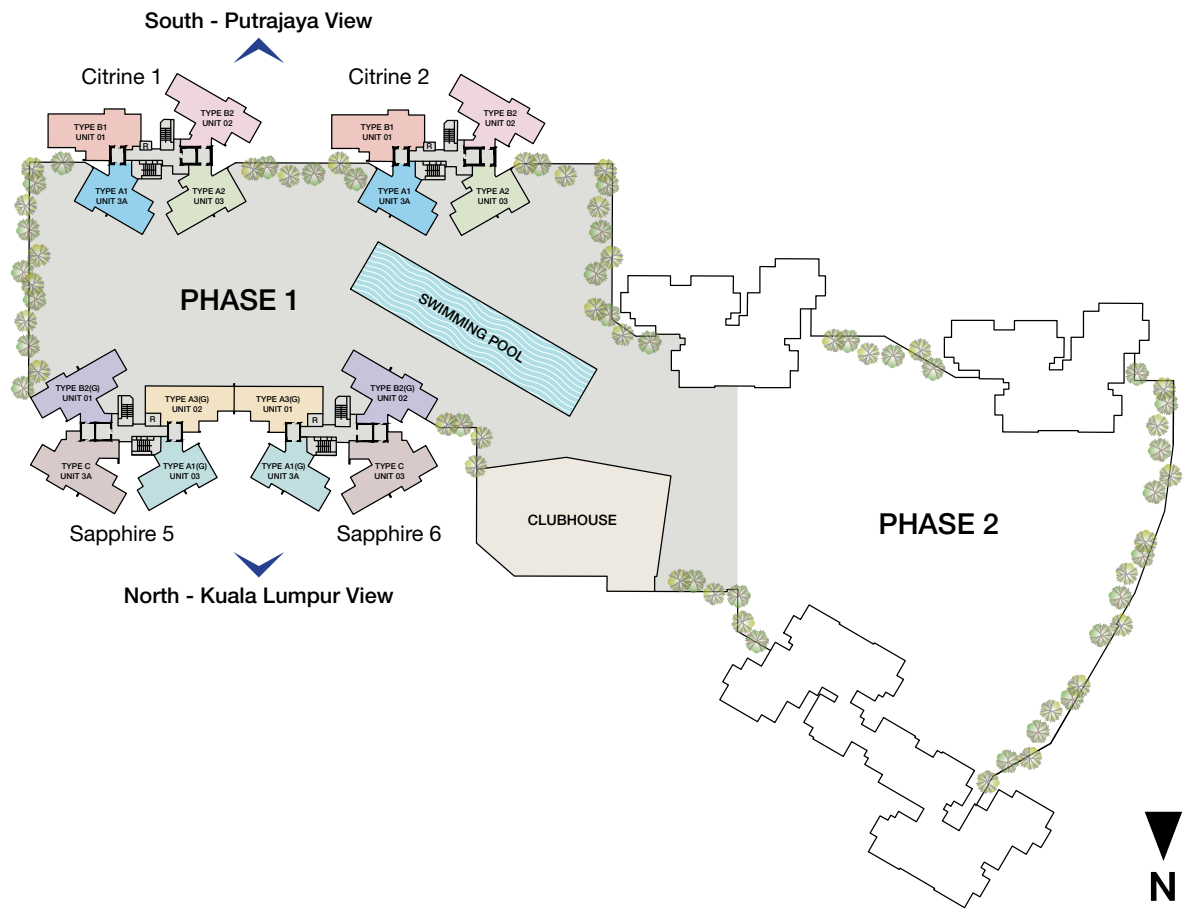 South - Putrajaya View
Citrine 1
Citrine 2
TYPE B1
UNIT 01
TYPE B2
UNIT 02
R
TYPE A1
UNIT 3A
TYPE A2
UNIT 03
TYPE B1
UNIT 01
TYPE B2
UNIT 02
R
TYPE A1
UNIT 3A
TYPE A2
UNIT 03
PHASE 1
SWIMMING POOL
TYPE B2(G)
UNIT 01
TYPE A3(G)
UNIT 02
TYPE A3(G)
UNIT 01
TYPE B2(G)
UNIT 02
R
R
TYPE C
UNIT 3A
TYPE A1(G)
UNIT 03
TYPE A1(G)
UNIT 3A
TYPE C
UNIT 03
Sapphire 5
Sapphire 6
CLUBHOUSE
PHASE 2
North - Kuala Lumpur View
N